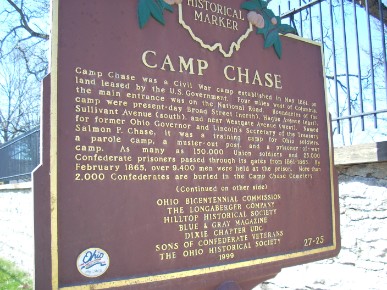 HISTORICAL
MARKER
CAMP CHASE
Camp Chase was a Civil War camp established in May 1861, on
land leased by the U.S. Government. Four miles west of Columbus,
the main entrance was on the National Road. Boundaries of the
camp were present-day Broad Street (north), Hague Avenue (east),
Sullivant Avenue (south), and near Westgate Avenue (west). Named
for former Ohio Governor and Lincoln's Secretary of the Treasury
Salmon P. Chase, it was a training camp for Ohio soldiers,
a parole camp, a muster-out post, and a prisoner-of-war
camp. As many as 150,000 Union soldiers and 25,000
Confederate prisoners passed through its gates from 1861-1865. By
February 1865, over 9,400 men were held at the prison. More than
2,000 Confederates are buried in the Camp Chase Cemetery.
(Continued on other side)
OHIO BICENTENNIAL COMMISSION
THE LONGABERGER COMPANY
HILLTOP HISTORICAL SOCIETY
BLUE & GRAY MAGAZINE
DIXIE CHAPTER UDC
SONS OF CONFEDERATE VETERANS
THE OHIO HISTORICAL SOCIETY
1999
27-25
Ohio